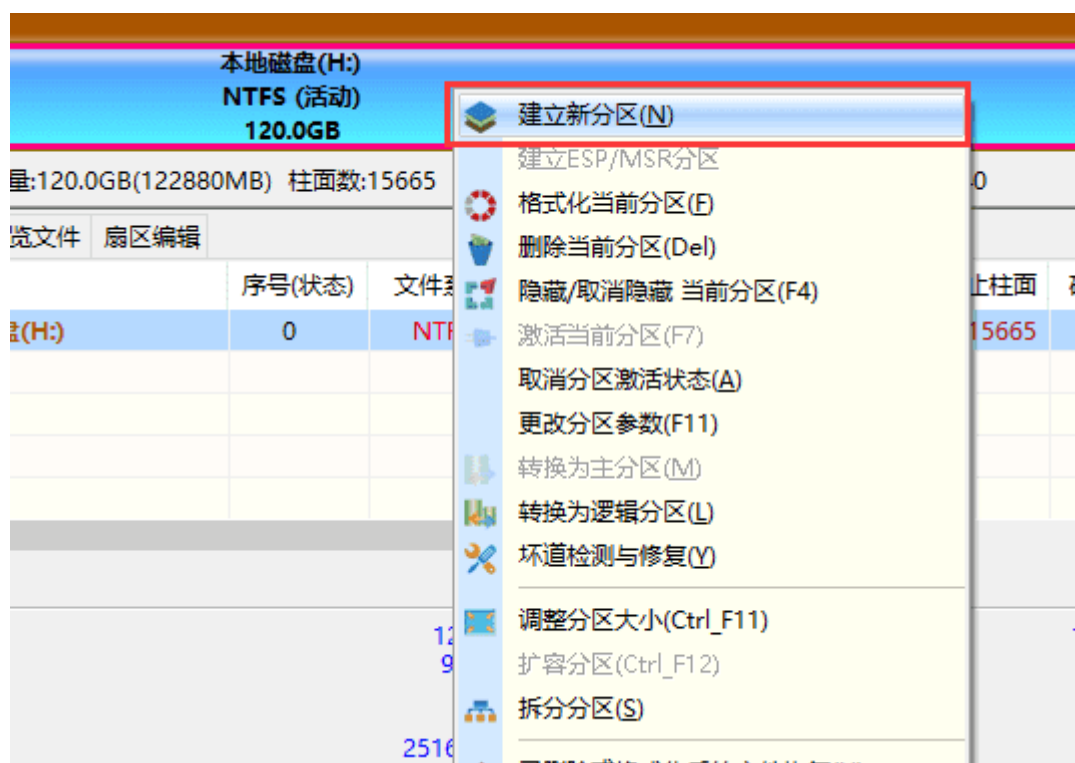 本地磁盘(H:)
NTFS (活动)
120.0GB
建立新分区(N)
建立ESP/MSR分区
量:120.0GB(122880MB) 柱面数:15665
格式化当前分区(F)
览文件 扇区编辑
删除当前分区(Del)
序号(状态) 文件 止柱面
隐藏/取消隐藏 当前分区(F4)
盘(H:) 0 NTF 15665
激活当前分区(F7)
取消分区激活状态(A)
更改分区参数(F11)
转换为主分区(M)
转换为逻辑分区(L)
坏道检测与修复(Y)
调整分区大小(Ctrl_F11)
12
扩容分区(Ctrl_F12)
9
拆分分区(S)
2516